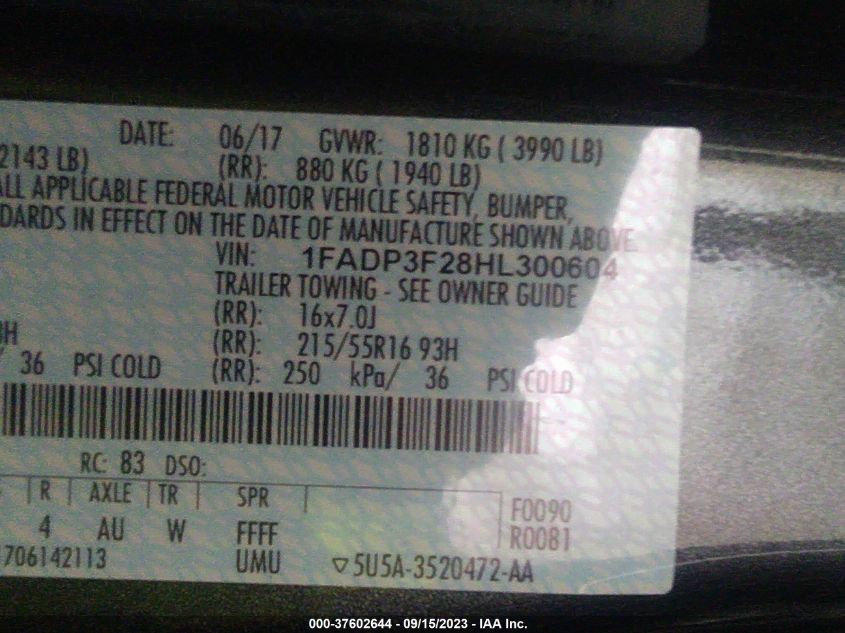 DATE: 06/17 GVWR: 1810 KG ( 3990 LB)
2143 LB) (RR): 880 KG ( 1940 LB)
ALL APPLICABLE FEDERAL MOTOR VEHICLE SAFETY, BUMPER,
DARDS IN EFFECT ON THE DATE OF MANUFACTURE SHOWN ABOVE.
VIN: 1FADP3F28HL300604
TRAILER TOWING - SEE OWNER GUIDE
(RR): 16x7.0J
H (RR): 215/55R16 93H
/ 36 PSI COLD (RR): 250 kPa/ 36 PSI COLD
RC: 83 DSO:
R AXLE TR SPR
4 AU W FFFF F0090
R0081
1706142113 UMU 5U5A-3520472-AA
000-37602644 - 09/15/2023 - IAA Inc.